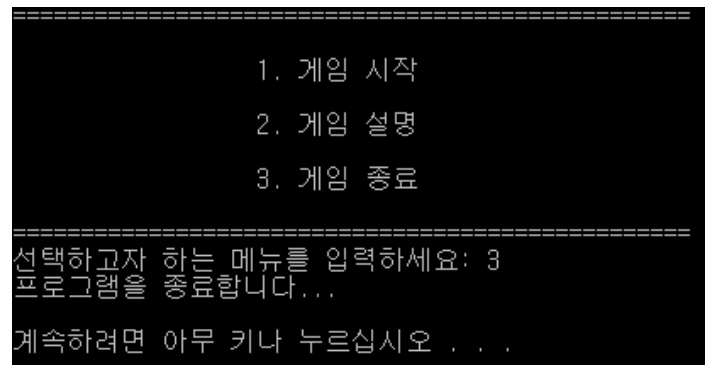 ==================================================
1. 게임 시작
2. 게임 설명
3. 게임 종료
==================================================
선택하고자 하는 메뉴를 입력하세요: 3
프로그램을 종료합니다...
계속하려면 아무 키나 누르십시오 . . .